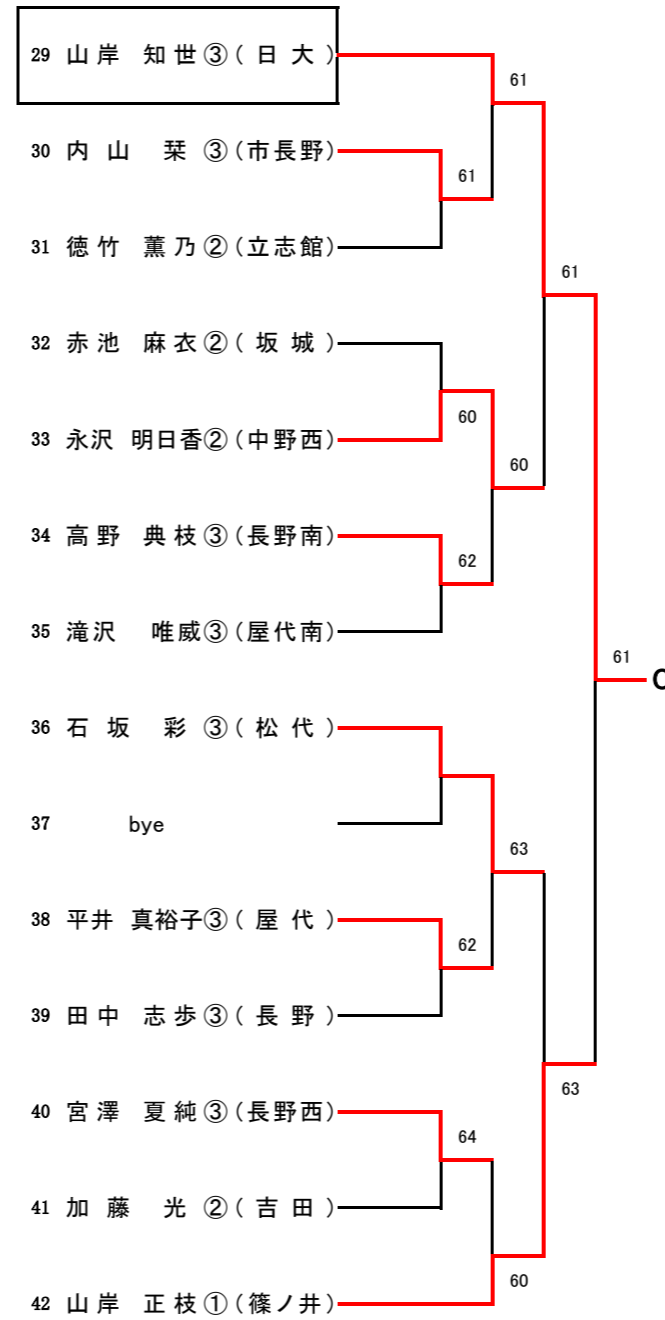 29 山岸 知世③(日大)
61
30 内山 栞 ③(市長野)
61
31 徳竹 薫乃②(立志館)
61
32 赤池 麻衣②(坂城)
60
33 永沢 明日香②(中野西)
60
34 高野 典枝③(長野南)
62
35 滝沢 唯威③(屋代南)
61
C
36 石坂 彩 ③(松代)
37 bye
63
38 平井 真裕子③(屋代)
62
39 田中 志歩③(長野)
40 宮澤 夏純③(長野西)
63
64
41 加藤 光 ②(吉田)
60
42 山岸 正枝①(篠ノ井)